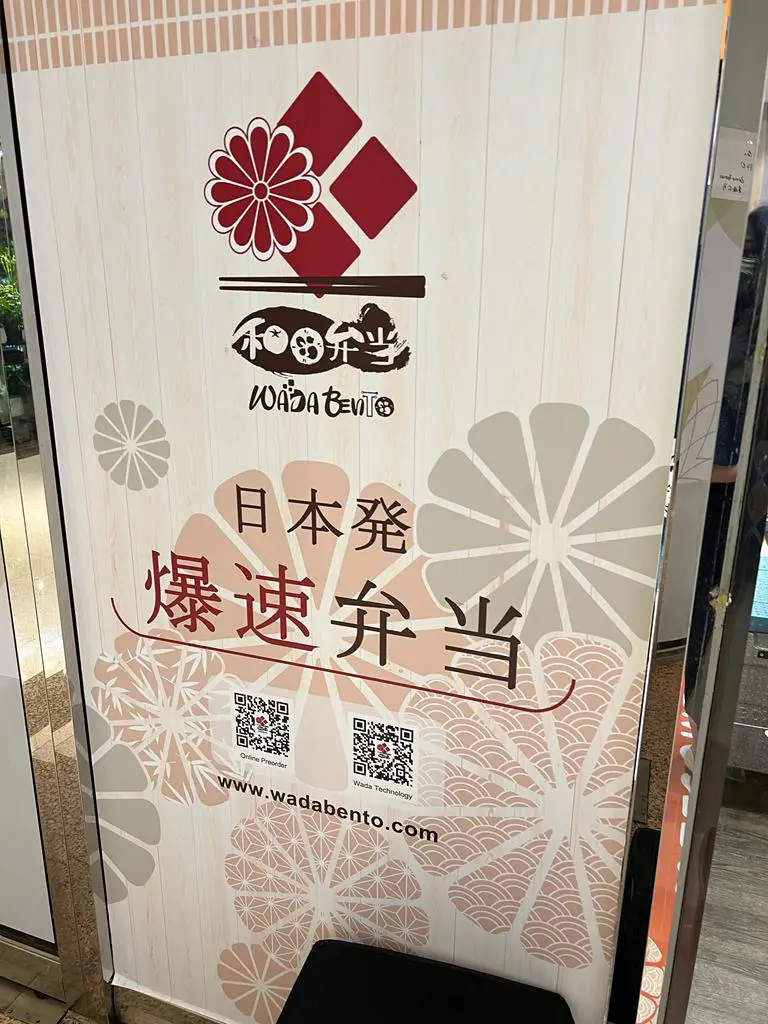 和田弁当
WADA BENTO
日本発
爆速弁当
Online Preorder
Wada Technology
www.wadabento.com